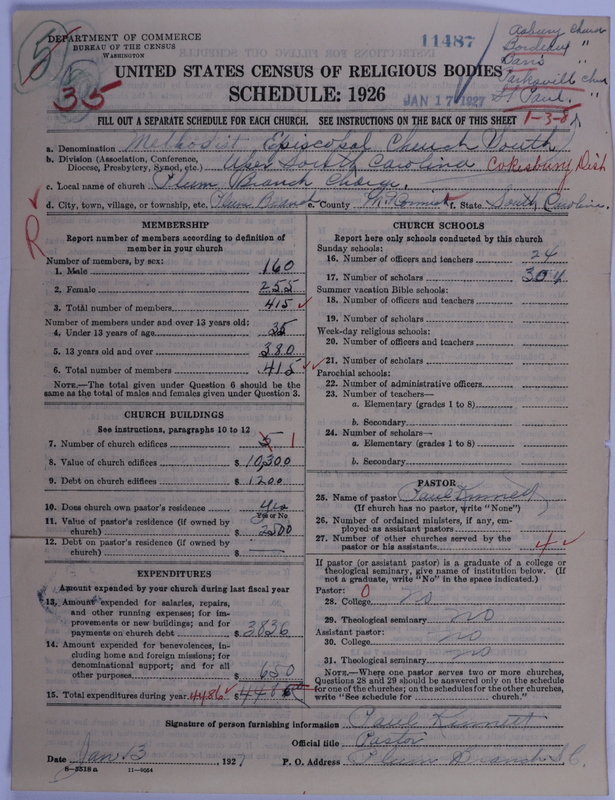 DEPARTMENT OF COMMERCE
BUREAU OF THE CENSUS
WASHINGTON
5
35
11487
Asbury Church
Bordeaux "
Davis "
Parksville Church
St Paul "
UNITED STATES CENSUS OF RELIGIOUS BODIES
SCHEDULE: 1926
JAN 17 1927
1-3-8
FILL OUT A SEPARATE SCHEDULE FOR EACH CHURCH. SEE INSTRUCTIONS ON THE BACK OF THIS SHEET
a. Denomination Methodist Episcopal Church South
b. Division (Association, Conference, Diocese, Presbytery, Synod, etc.) Uper South Carolina Cokesbury Dist
c. Local name of church Plum Branch Charge.
d. City, town, village, or township, etc. Plum Branch e. County McCormick f. State South Carolina.
R
MEMBERSHIP
Report number of members according to definition of member in your church
Number of members, by sex:
1. Male 160
2. Female 255
3. Total number of members 415
Number of members under and over 13 years old:
4. Under 13 years of age 35
5. 13 years old and over 380
6. Total number of members 415
NOTE.—The total given under Question 6 should be the same as the total of males and females given under Question 3.
CHURCH BUILDINGS
See instructions, paragraphs 10 to 12
7. Number of church edifices 5 1
8. Value of church edifices $ 10,300
9. Debt on church edifices $ 1200
10. Does church own pastor's residence Yes
Yes or No
11. Value of pastor's residence (if owned by church) $ 2500
12. Debt on pastor's residence (if owned by church) $
EXPENDITURES
Amount expended by your church during last fiscal year
13. Amount expended for salaries, repairs, and other running expenses; for improvements or new buildings; and for payments on church debt $ 3836
14. Amount expended for benevolences, including home and foreign missions; for denominational support; and for all other purposes $ 650
15. Total expenditures during year 4486 $
CHURCH SCHOOLS
Report here only schools conducted by this church
Sunday schools:
16. Number of officers and teachers 24
17. Number of scholars 304
Summer vacation Bible schools:
18. Number of officers and teachers
19. Number of scholars
Week-day religious schools:
20. Number of officers and teachers
21. Number of scholars
Parochial schools:
22. Number of administrative officers
23. Number of teachers—
a. Elementary (grades 1 to 8)
b. Secondary
24. Number of scholars—
a. Elementary (grades 1 to 8)
b. Secondary
PASTOR
25. Name of pastor Paul
(If church has no pastor, write "None")
26. Number of ordained ministers, if any, employed as assistant pastors
27. Number of other churches served by the pastor or his assistants 4
If pastor (or assistant pastor) is a graduate of a college or theological seminary, give name of institution below. (If not a graduate, write "No" in the space indicated.)
Pastor: 0
28. College no
29. Theological seminary no
Assistant pastor:
30. College no
31. Theological seminary no
NOTE.—Where one pastor serves two or more churches, Questions 28 and 29 should be answered only on the schedule for one of the churches; on the schedules for the other churches, write "See schedule for church."
Signature of person furnishing information Paul
Official title Pastor
Date Jan 13, 1927 P. O. Address Plum Branch S.C.
8-3318 a 11-9054